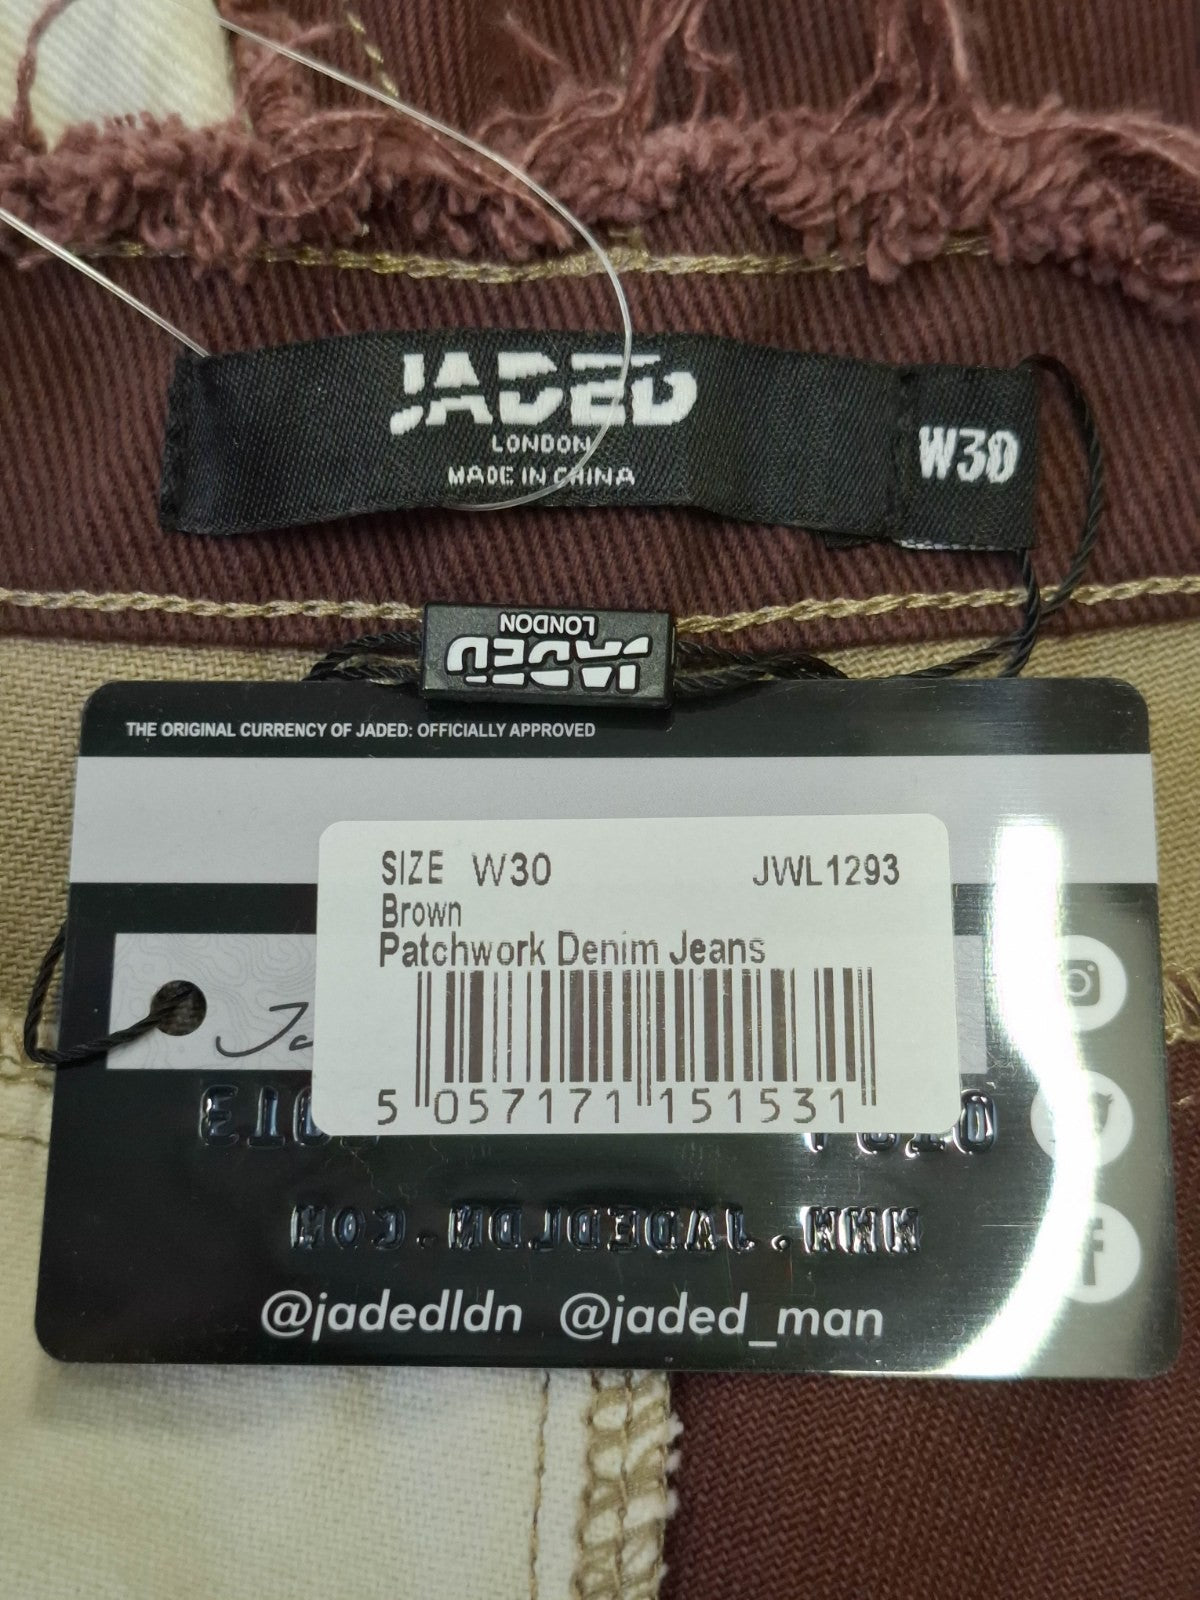 JADED
LONDON
MADE IN CHINA
W30
JADED
LONDON
THE ORIGINAL CURRENCY OF JADED: OFFICIALLY APPROVED
SIZE W30 JWL1293
Brown
Patchwork Denim Jeans
5 057171 151531
WWW.JADEDLDN.COM
@jadedldn @jaded_man